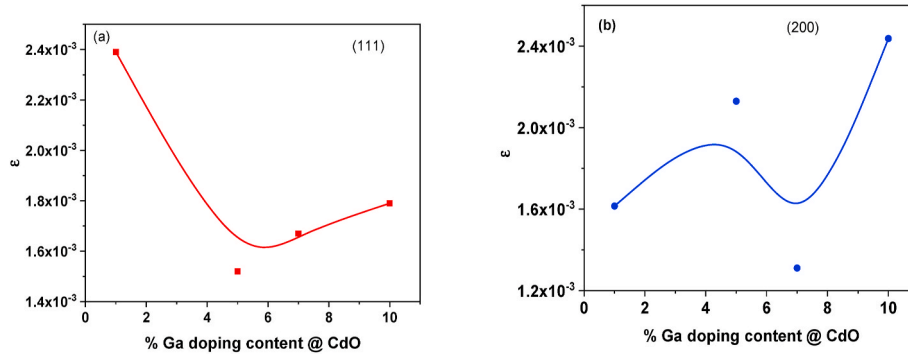 (a)
(111)
2.4x10⁻³
2.2x10⁻³
2.0x10⁻³
1.8x10⁻³
1.6x10⁻³
1.4x10⁻³
ε
0 2 4 6 8 10
% Ga doping content @ CdO
(b)
(200)
2.4x10⁻³
2.0x10⁻³
1.6x10⁻³
1.2x10⁻³
ε
0 2 4 6 8 10
% Ga doping content @ CdO